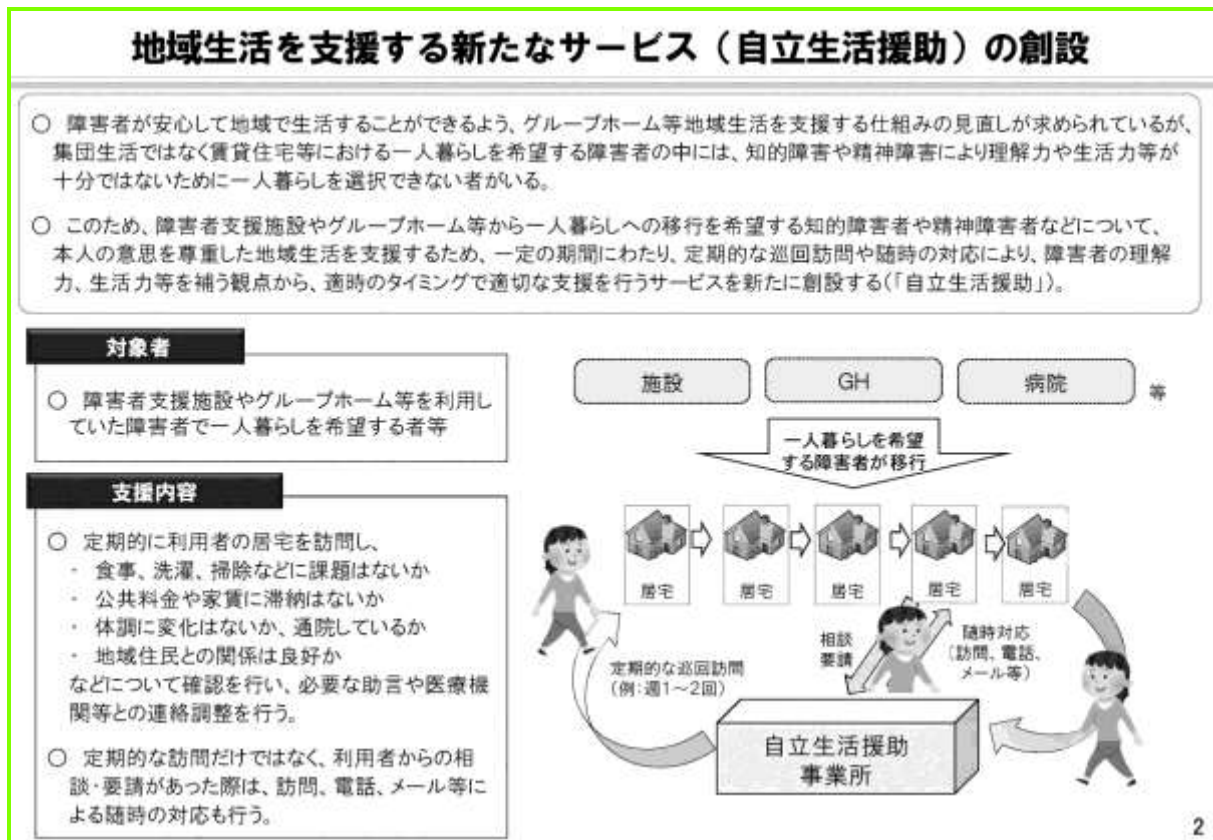 地域生活を支援する新たなサービス（自立生活援助）の創設
○ 障害者が安心して地域で生活することができるよう、グループホーム等地域生活を支援する仕組みの見直しが求められているが、
集団生活ではなく賃貸住宅等における一人暮らしを希望する障害者の中には、知的障害や精神障害により理解力や生活力等が
十分ではないために一人暮らしを選択できない者がいる。
○ このため、障害者支援施設やグループホーム等から一人暮らしへの移行を希望する知的障害者や精神障害者などについて、
本人の意思を尊重した地域生活を支援するため、一定の期間にわたり、定期的な巡回訪問や随時の対応により、障害者の理解
力、生活力等を補う観点から、適時のタイミングで適切な支援を行うサービスを新たに創設する(「自立生活援助」)。
対象者
○ 障害者支援施設やグループホーム等を利用し
ていた障害者で一人暮らしを希望する者等
支援内容
○ 定期的に利用者の居宅を訪問し、
・ 食事、洗濯、掃除などに課題はないか
・ 公共料金や家賃に滞納はないか
・ 体調に変化はないか、通院しているか
・ 地域住民との関係は良好か
などについて確認を行い、必要な助言や医療機
関等との連絡調整を行う。
○ 定期的な訪問だけではなく、利用者からの相
談・要請があった際は、訪問、電話、メール等に
よる随時の対応も行う。
施設
GH
病院
等
一人暮らしを希望
する障害者が移行
居宅
居宅
居宅
居宅
居宅
相談
要請
随時対応
(訪問、電話、
メール等)
定期的な巡回訪問
(例:週1～2回)
自立生活援助
事業所
2